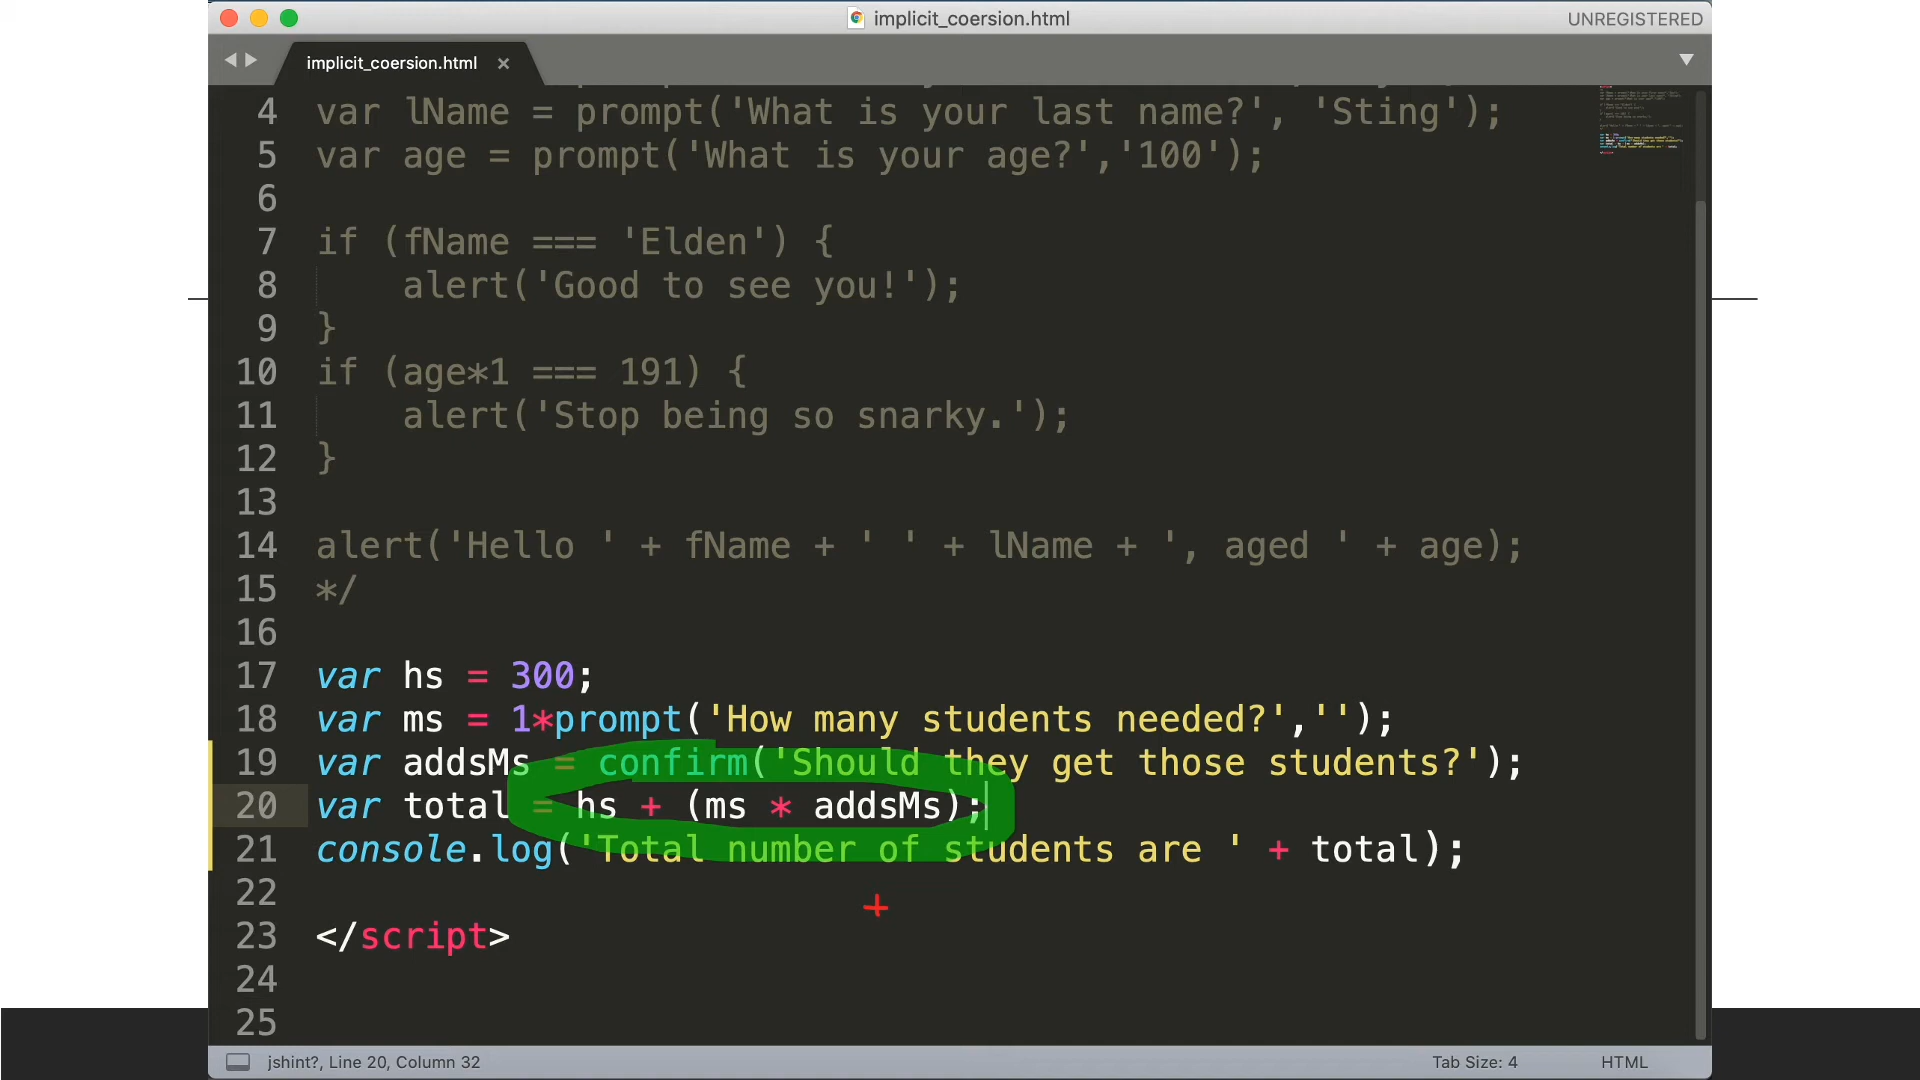 implicit_coersion.html
UNREGISTERED
implicit_coersion.html ×
4 var lName = prompt('What is your last name?', 'Sting');
5 var age = prompt('What is your age?','100');
6
7 if (fName === 'Elden') {
8 alert('Good to see you!');
9 }
10 if (age*1 === 191) {
11 alert('Stop being so snarky.');
12 }
13
14 alert('Hello ' + fName + ' ' + lName + ', aged ' + age);
15 */
16
17 var hs = 300;
18 var ms = 1*prompt('How many students needed?','');
19 var addsMs = confirm('Should they get those students?');
20 var total = hs + (ms * addsMs);
21 console.log('Total number of students are ' + total);
22
23 </script>
24
25
jshint?, Line 20, Column 32
Tab Size: 4
HTML